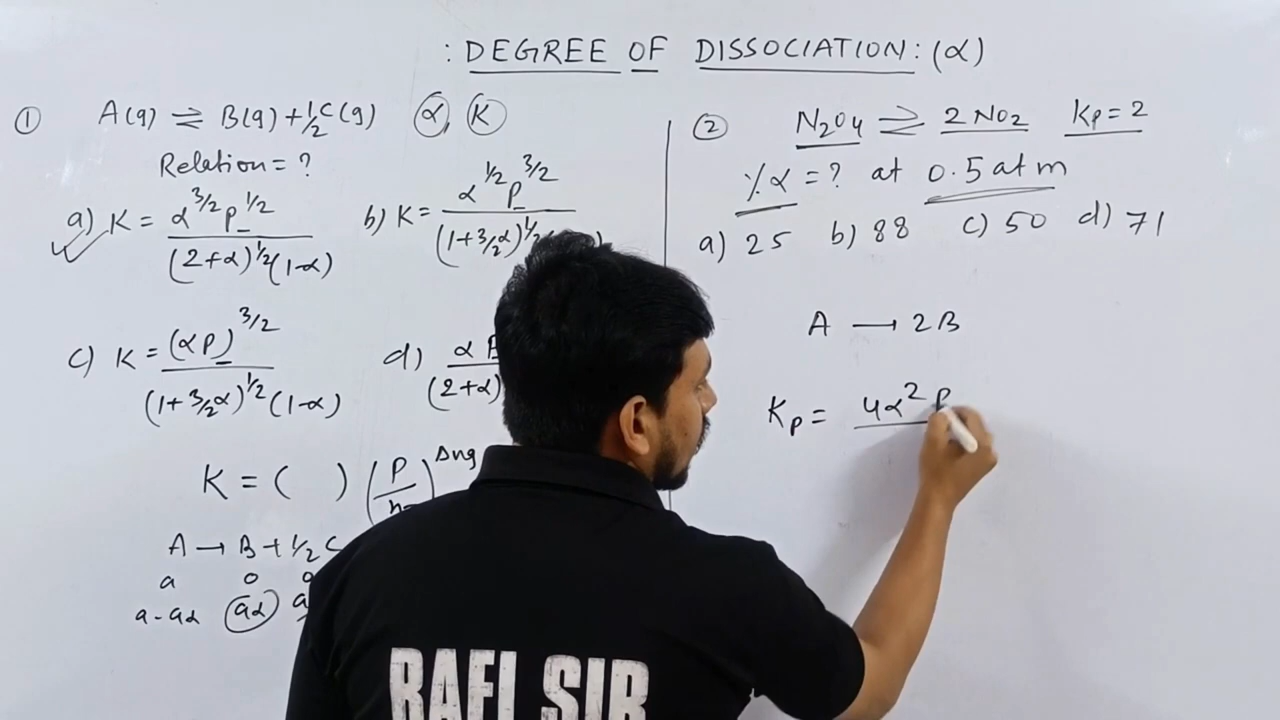 : DEGREE OF DISSOCIATION : (α)
① A(g) ⇌ B(g) + ½ C(g) α, K
Relation = ?
a) K = α^3/2 P^1/2 / (2+α)^1/2 (1-α)
b) K = α^1/2 P^3/2 / (1+3/2α)^1/2
c) K = (αP)^3/2 / (1+3/2α)^1/2 (1-α)
d) α / (2+α)
K = ( ) (P/n)^Δng
A → B + ½ C
a 0
a-aα aα
② N2O4 ⇌ 2 NO2 Kp = 2
% α = ? at 0.5 atm
a) 25 b) 88 c) 50 d) 71
A → 2B
Kp = 4α² P
RAFI SIR